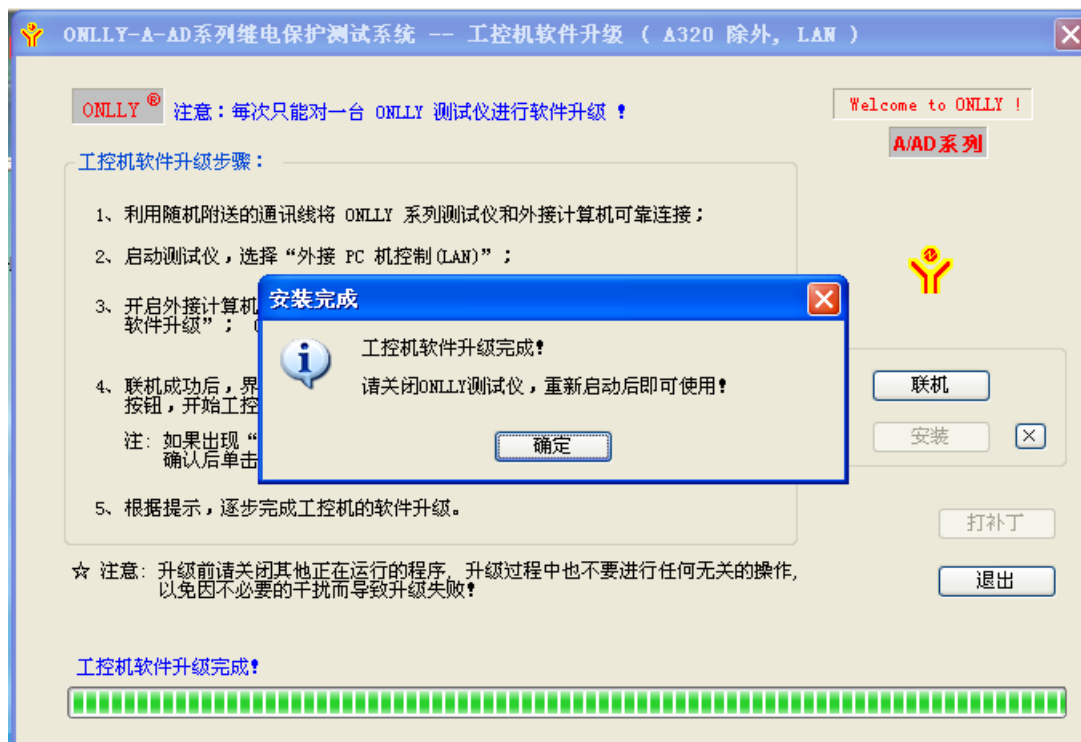 ONLLY-A-AD系列继电保护测试系统 -- 工控机软件升级 ( A320 除外, LAN )
ONLLY ® 注意：每次只能对一台 ONLLY 测试仪进行软件升级 ！
Welcome to ONLLY !
A/AD系列
工控机软件升级步骤：
1、利用随机附送的通讯线将 ONLLY 系列测试仪和外接计算机可靠连接；
2、启动测试仪，选择“外接 PC 机控制(LAN)”；
3、开启外接计算机
软件升级”；
安装完成
工控机软件升级完成！
请关闭ONLLY测试仪，重新启动后即可使用！
确定
4、联机成功后，界
按钮，开始工控
注: 如果出现“
确认后单击
5、根据提示，逐步完成工控机的软件升级。
联机
安装
打补丁
退出
☆ 注意: 升级前请关闭其他正在运行的程序, 升级过程中也不要进行任何无关的操作,
以免因不必要的干扰而导致升级失败！
工控机软件升级完成！